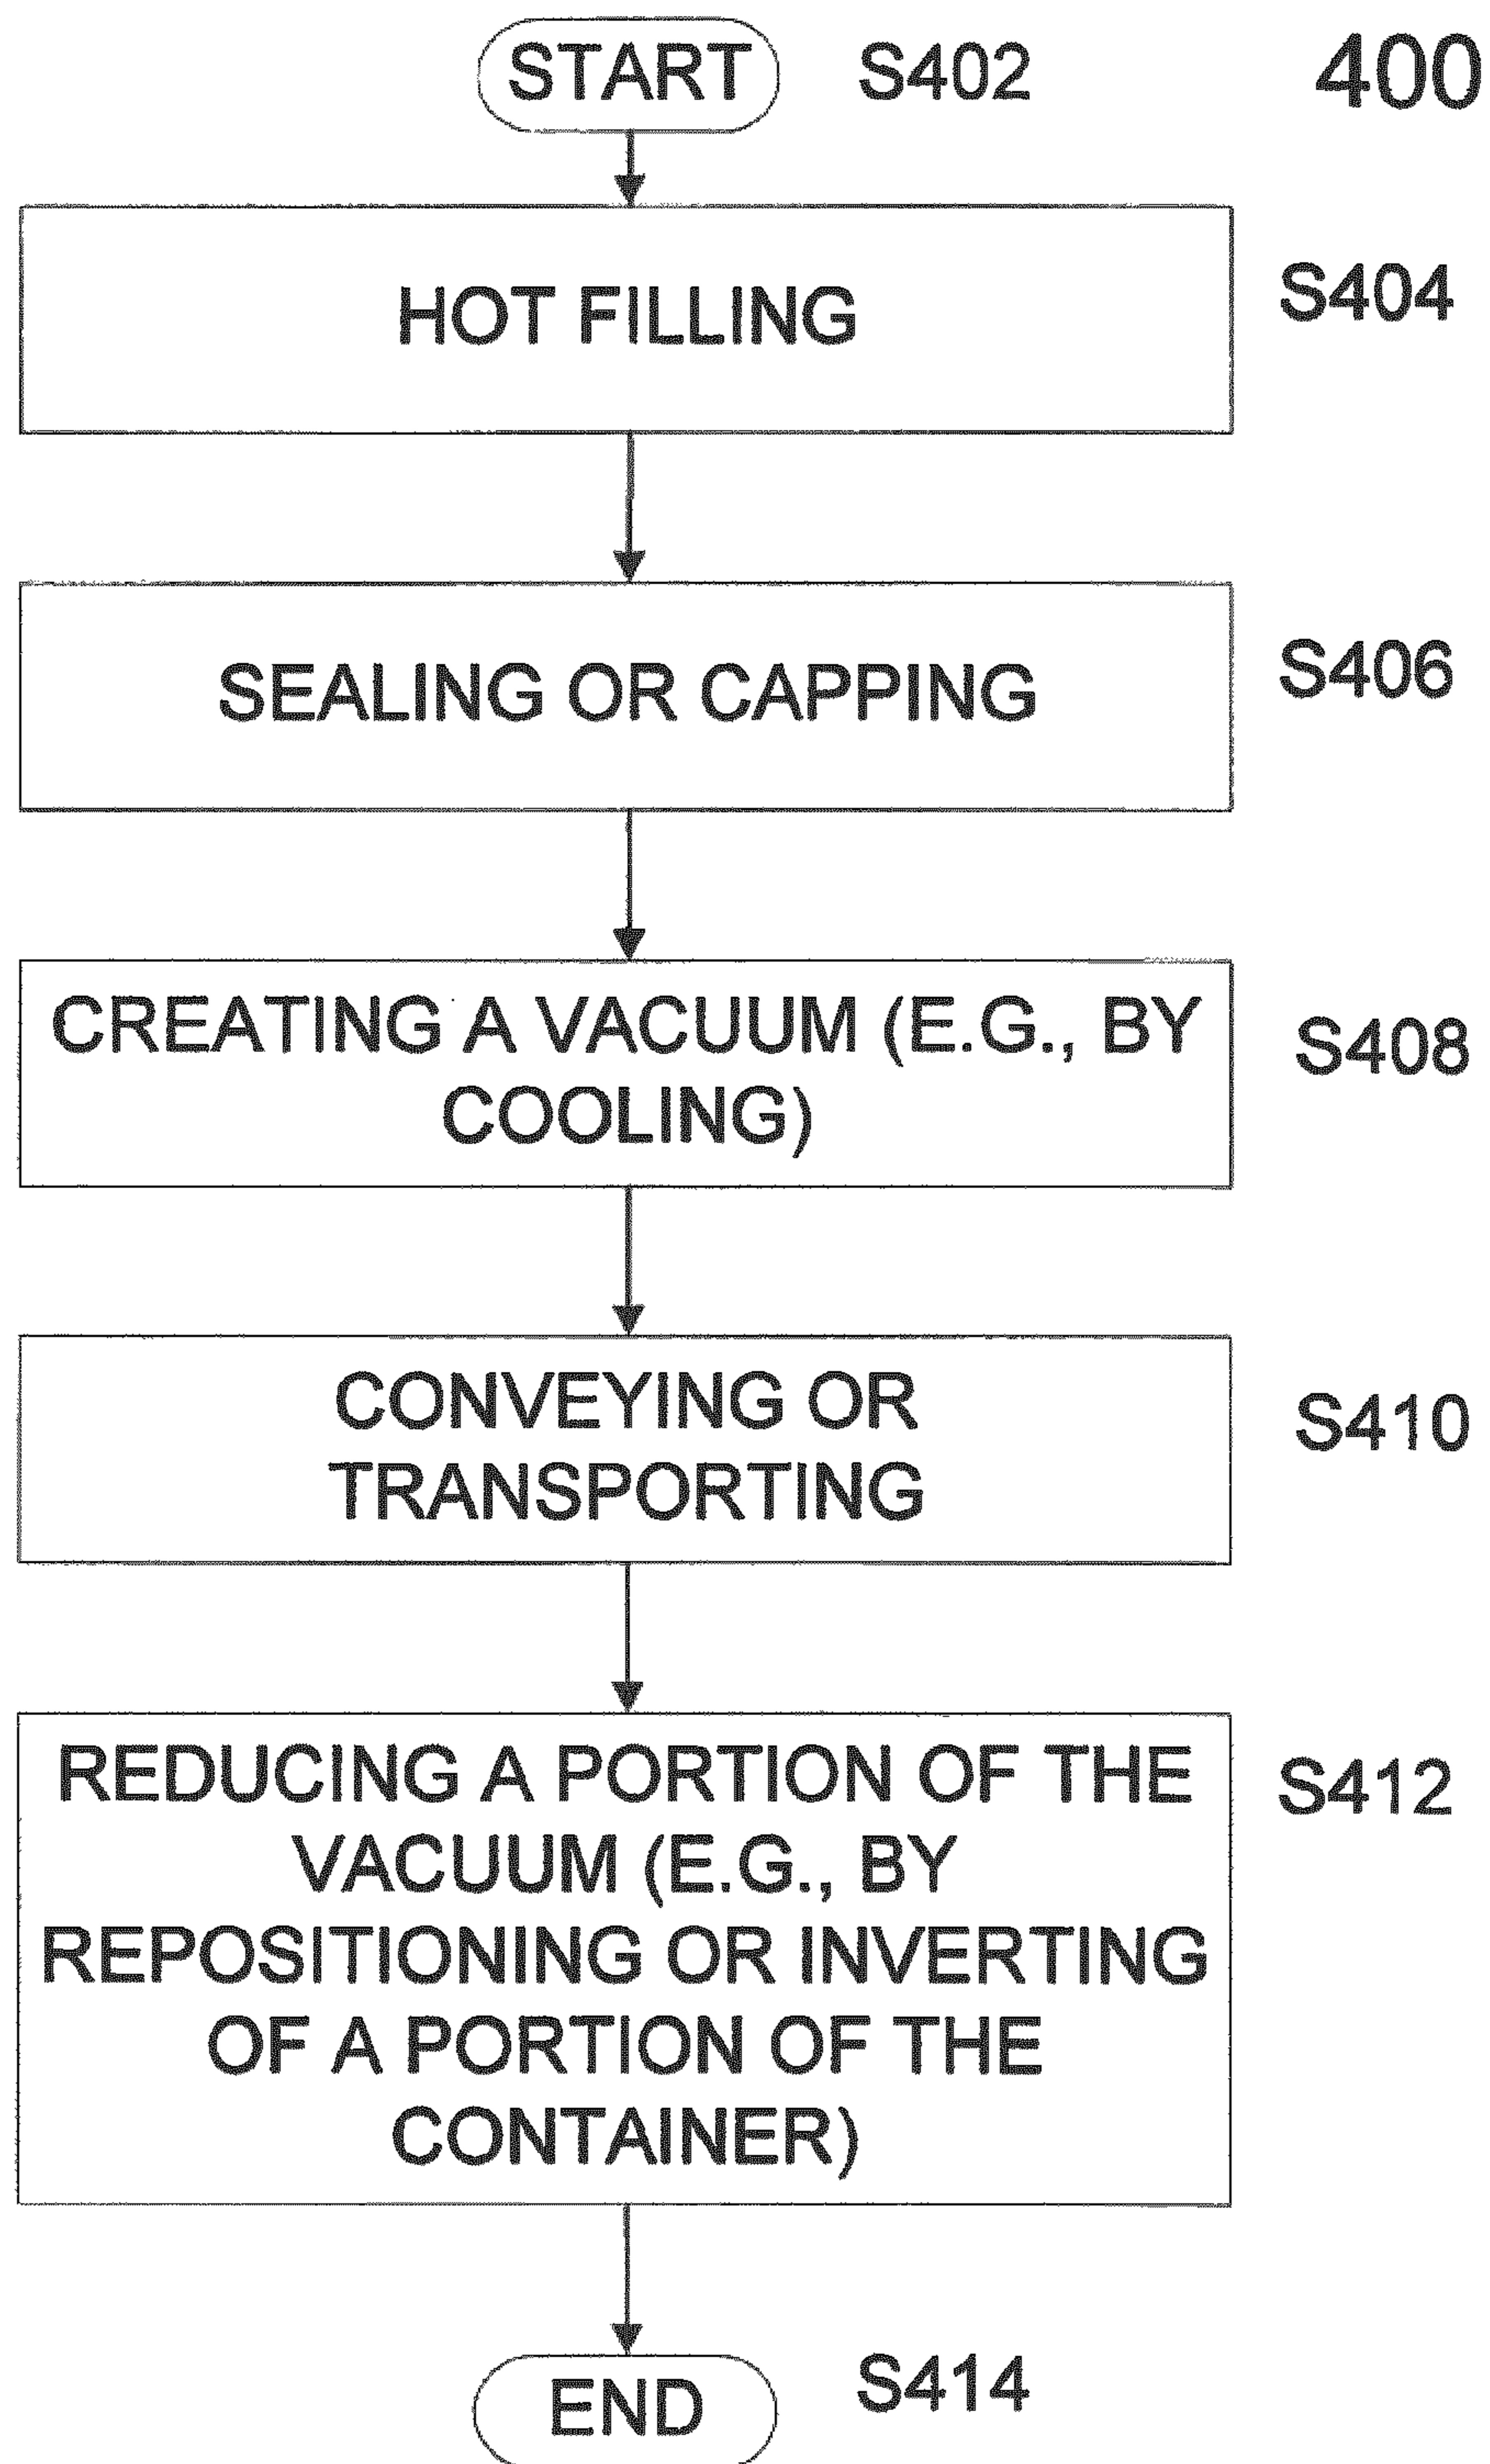 START
S402
400
HOT FILLING
S404
SEALING OR CAPPING
S406
CREATING A VACUUM (E.G., BY
COOLING)
S408
CONVEYING OR
TRANSPORTING
S410
REDUCING A PORTION OF THE
VACUUM (E.G., BY
REPOSITIONING OR INVERTING
OF A PORTION OF THE
CONTAINER)
S412
END
S414